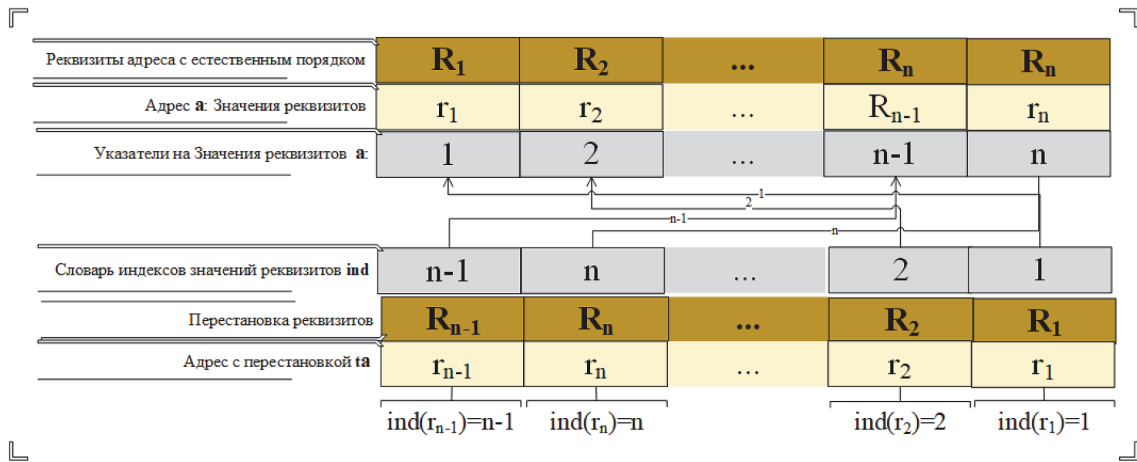 Реквизиты адреса с естественным порядком R₁ R₂ ... Rₙ Rₙ
Адрес a: Значения реквизитов r₁ r₂ ... Rₙ₋₁ rₙ
Указатели на Значения реквизитов a: 1 2 ... n-1 n
1
2
n-1
n
Словарь индексов значений реквизитов ind n-1 n ... 2 1
Перестановка реквизитов Rₙ₋₁ Rₙ ... R₂ R₁
Адрес с перестановкой ta rₙ₋₁ rₙ ... r₂ r₁
ind(rₙ₋₁)=n-1 ind(rₙ)=n ind(r₂)=2 ind(r₁)=1